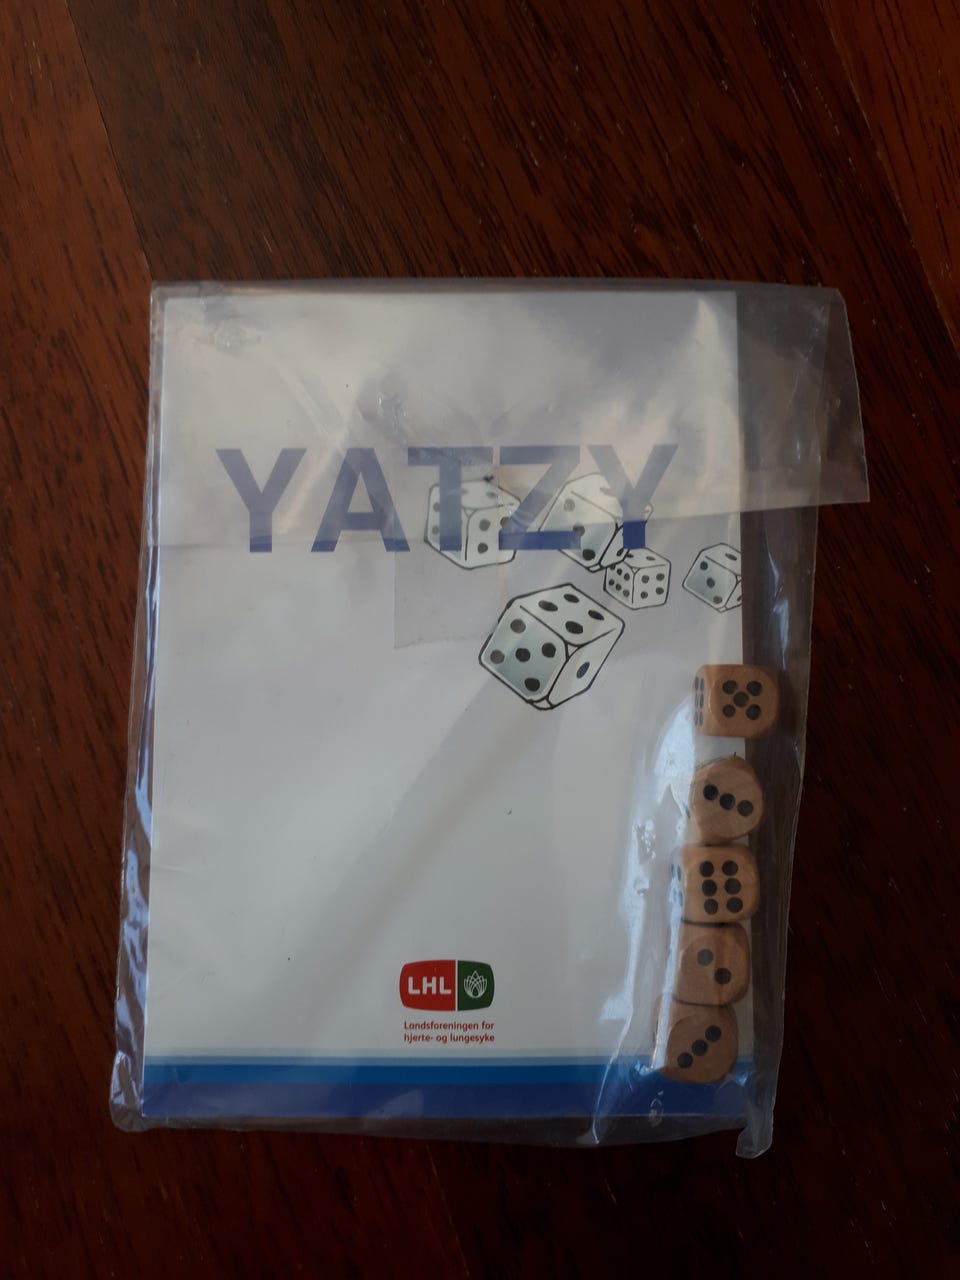 YATZY
LHL
Landsforeningen for
hjerte- og lungesyke